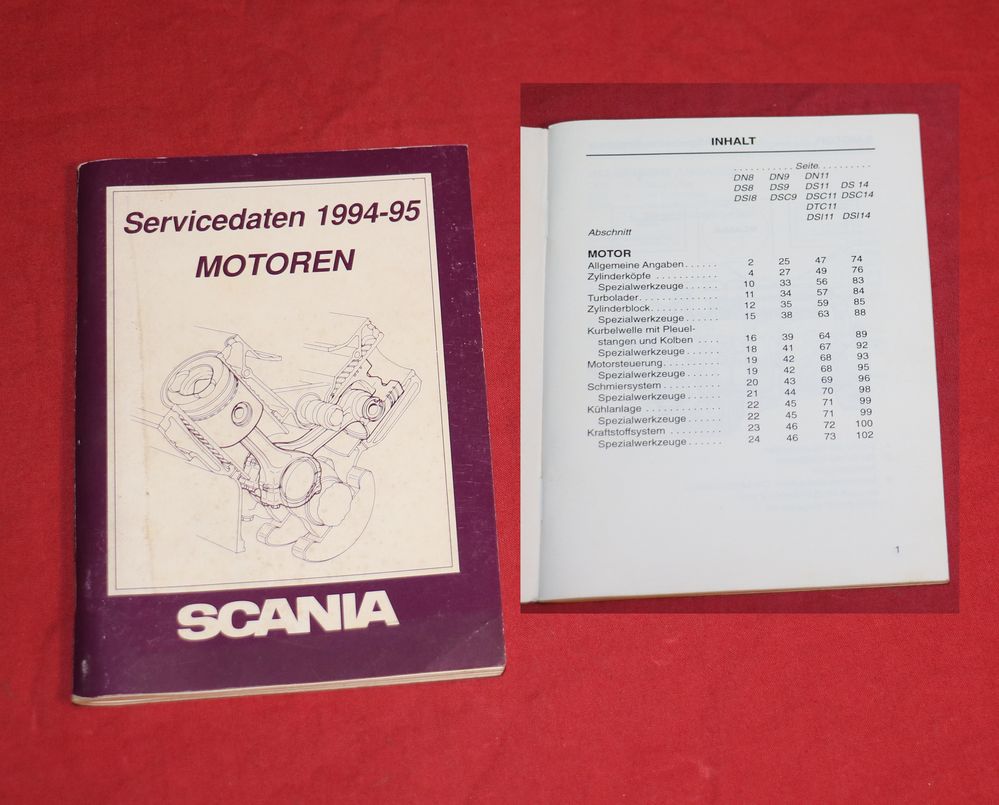 Servicedaten 1994-95
MOTOREN
SCANIA
INHALT
. . . . . . . . . . . Seite. . . . . . . . . .
DN8 DN9 DN11
DS8 DS9 DS11 DS 14
DSI8 DSC9 DSC11 DSC14
DTC11
DSI11 DSI14
Abschnitt
MOTOR
Allgemeine Angaben . . . . . . 2 25 47 74
Zylinderköpfe . . . . . . . . . . . 4 27 49 76
Spezialwerkzeuge . . . . . . 10 33 56 83
Turbolader. . . . . . . . . . . . . . 11 34 57 84
Zylinderblock. . . . . . . . . . . . 12 35 59 85
Spezialwerkzeuge . . . . . . 15 38 63 88
Kurbelwelle mit Pleuel-
stangen und Kolben . . . . 16 39 64 89
Spezialwerkzeuge . . . . . . 18 41 67 92
Motorsteuerung. . . . . . . . . . 19 42 68 93
Spezialwerkzeuge . . . . . . 19 42 68 95
Schmiersystem . . . . . . . . . . 20 43 69 96
Spezialwerkzeuge . . . . . . 21 44 70 98
Kühlanlage . . . . . . . . . . . . . 22 45 71 99
Spezialwerkzeuge . . . . . . 22 45 71 99
Kraftstoffsystem . . . . . . . . . 23 46 72 100
Spezialwerkzeuge . . . . . . 24 46 73 102
1